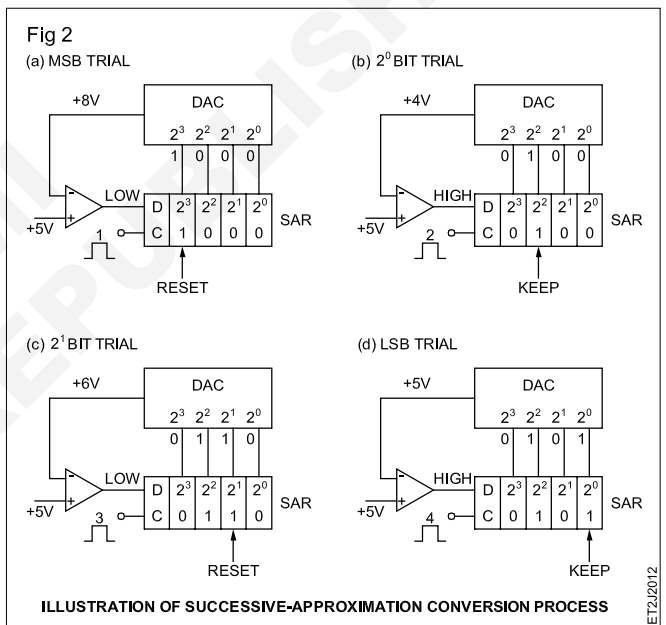 Fig 2
(a) MSB TRIAL
+8V
DAC
2³ 2² 2¹ 2⁰
1 0 0 0
LOW
D 2³ 2² 2¹ 2⁰
SAR
+5V
1
C 1 0 0 0
RESET
(b) 2⁰ BIT TRIAL
+4V
DAC
2³ 2² 2¹ 2⁰
0 1 0 0
HIGH
D 2³ 2² 2¹ 2⁰
SAR
+5V
2
C 0 1 0 0
KEEP
(c) 2¹ BIT TRIAL
+6V
DAC
2³ 2² 2¹ 2⁰
0 1 1 0
LOW
D 2³ 2² 2¹ 2⁰
SAR
+5V
3
C 0 1 1 0
RESET
(d) LSB TRIAL
+5V
DAC
2³ 2² 2¹ 2⁰
0 1 0 1
HIGH
D 2³ 2² 2¹ 2⁰
SAR
+5V
4
C 0 1 0 1
KEEP
ILLUSTRATION OF SUCCESSIVE-APPROXIMATION CONVERSION PROCESS
ET2J2012
REPUBLISH